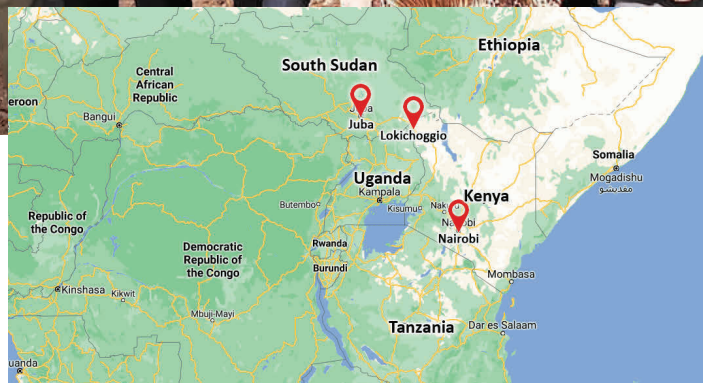 Ethiopia
South Sudan
Central
African
Republic
eroon
Juba
Bangui
Lokichoggio
Somalia
Mogadishu
مقديشو
Uganda
Kampala
Butembo
Kisumu
Kenya
Republic of
the Congo
Nairobi
Rwanda
Democratic
Republic of
the Congo
Burundi
Mombasa
Kinshasa
Kikwit
Mbuji-Mayi
Tanzania
Dar es Salaam
uanda